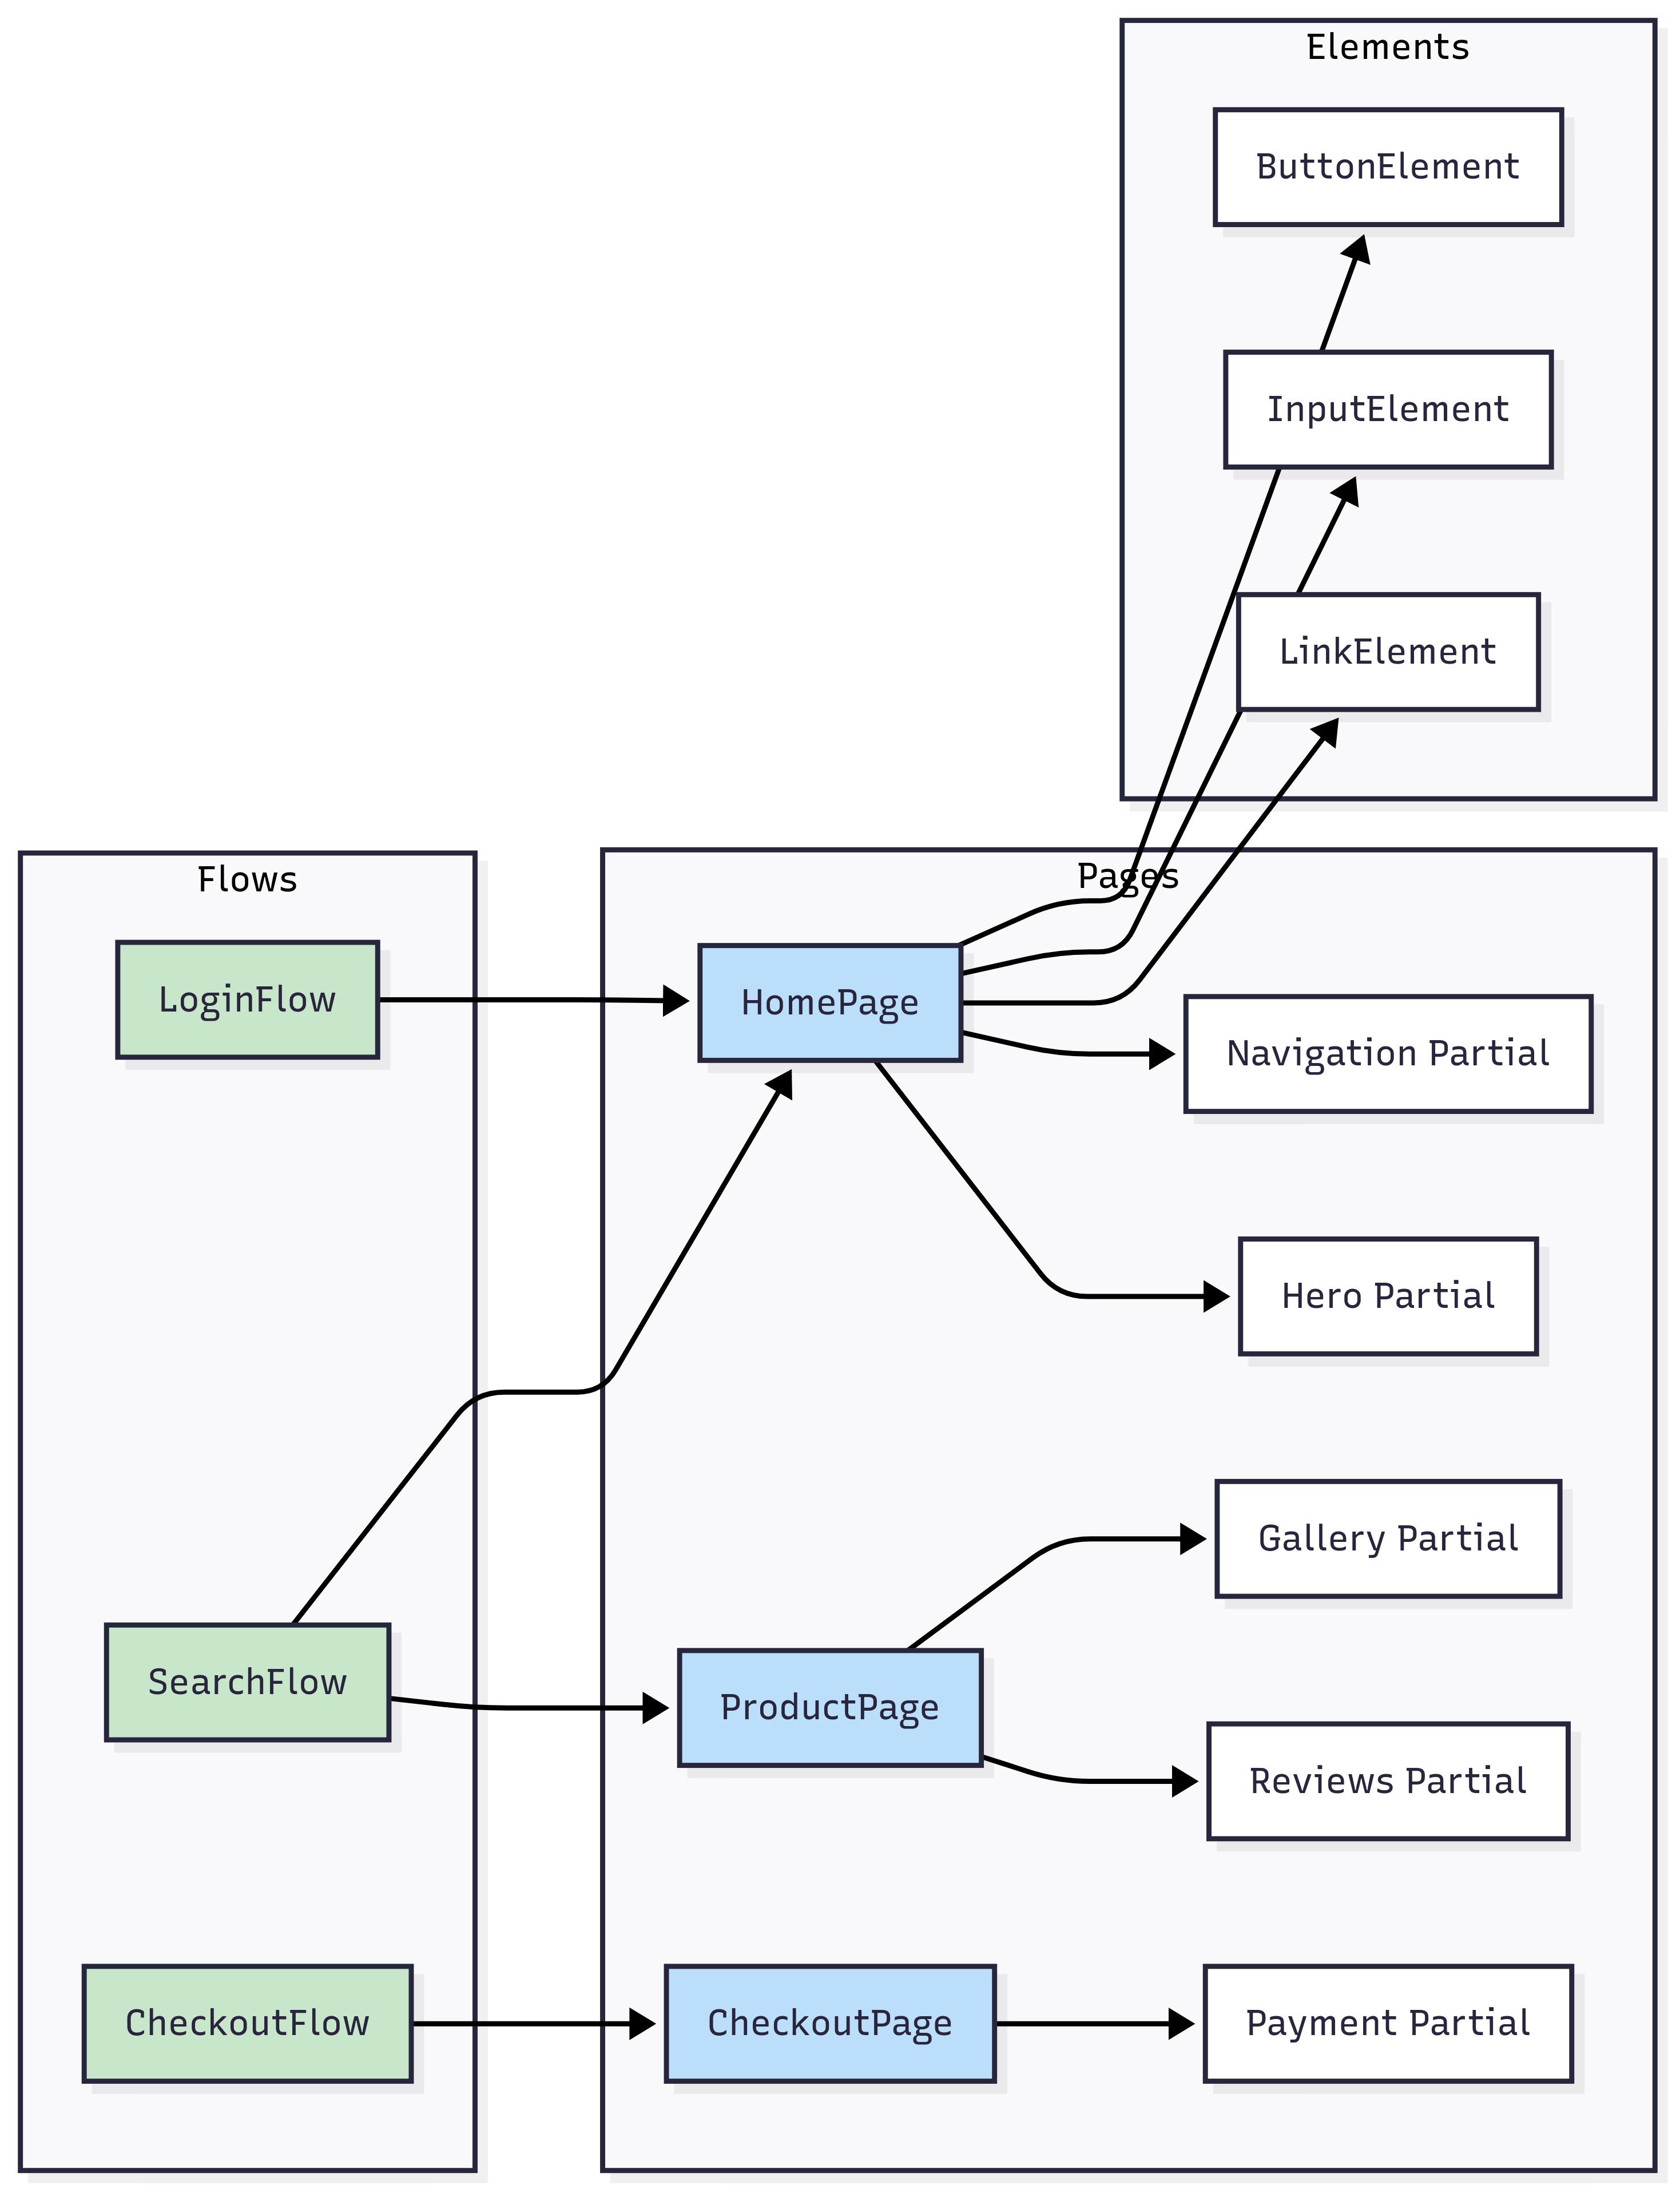 Elements
ButtonElement
InputElement
LinkElement
Flows
LoginFlow
SearchFlow
CheckoutFlow
Pages
HomePage
Navigation Partial
Hero Partial
Gallery Partial
ProductPage
Reviews Partial
CheckoutPage
Payment Partial